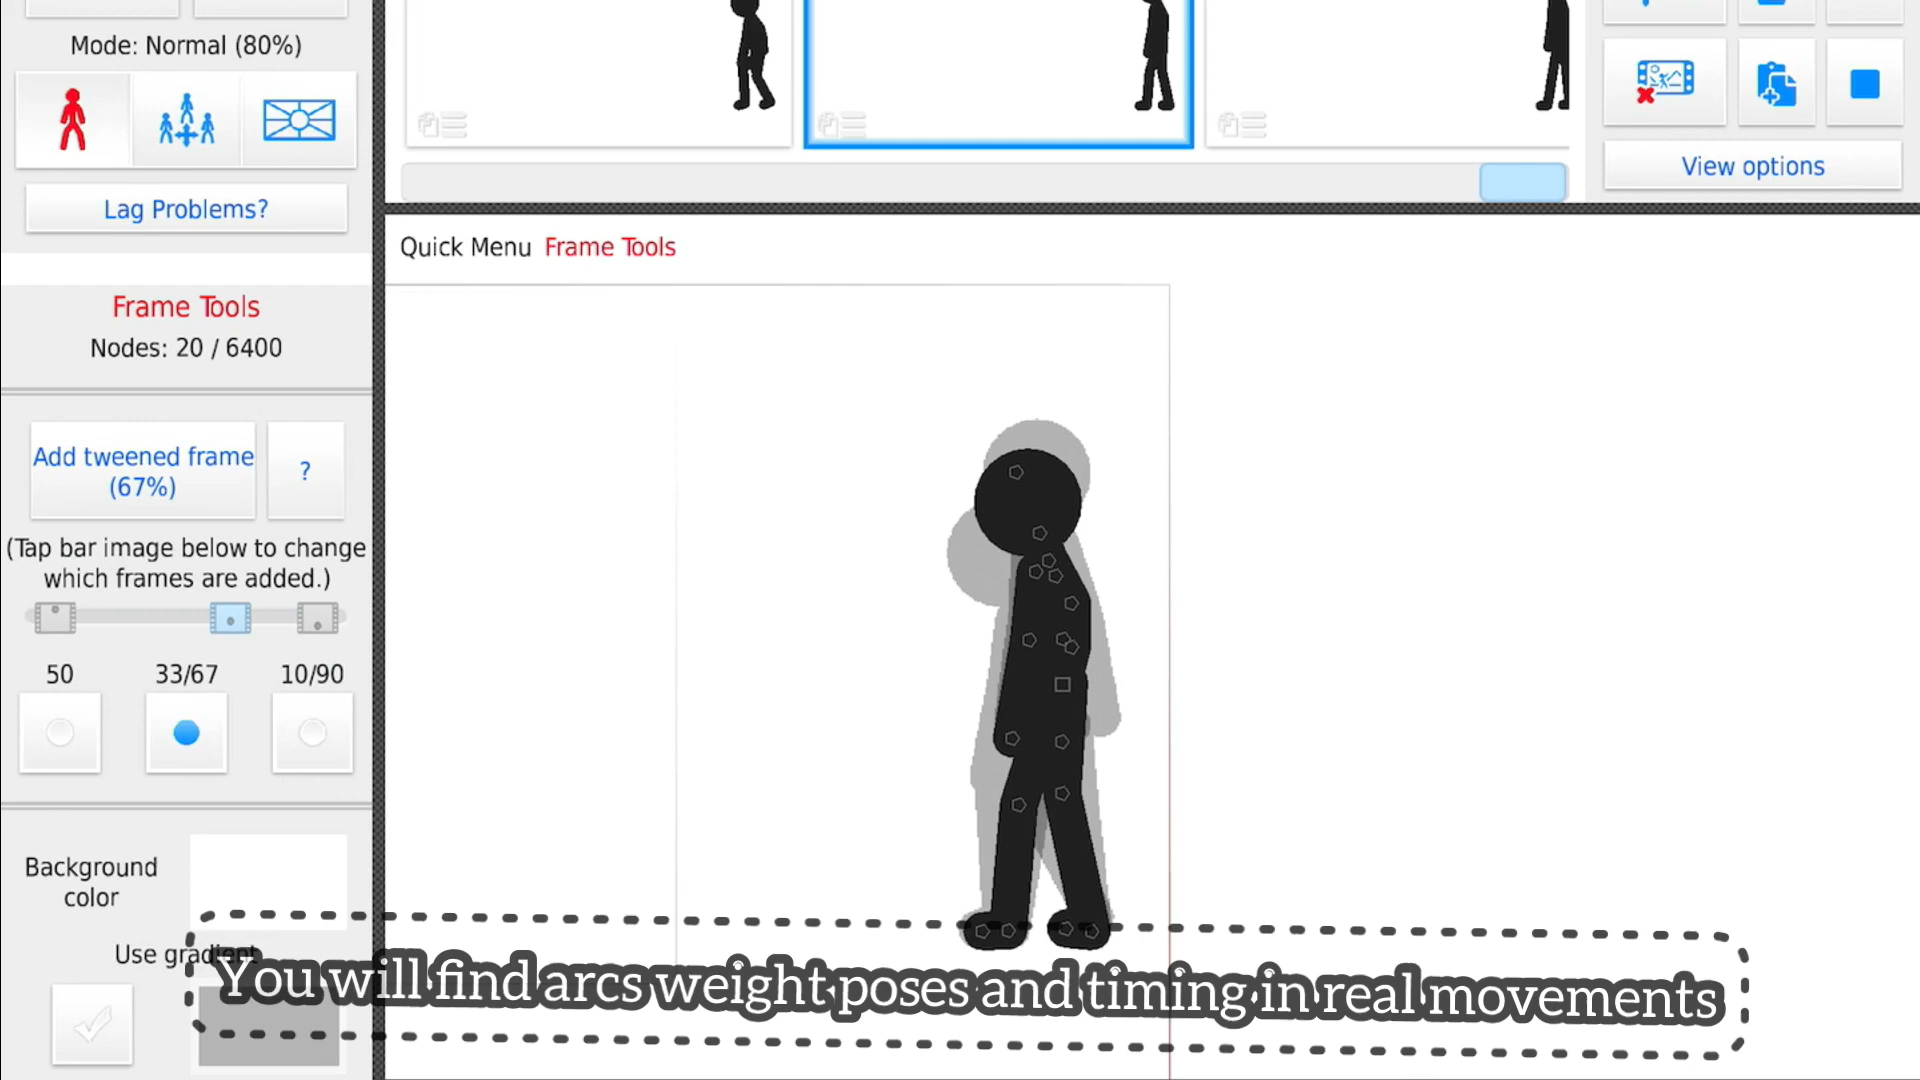 Mode: Normal (80%)
Lag Problems?
View options
Quick Menu Frame Tools
Frame Tools
Nodes: 20 / 6400
Add tweened frame
(67%)
?
(Tap bar image below to change
which frames are added.)
50 33/67 10/90
Background
color
Use gradient
You will find arcs weight poses and timing in real movements